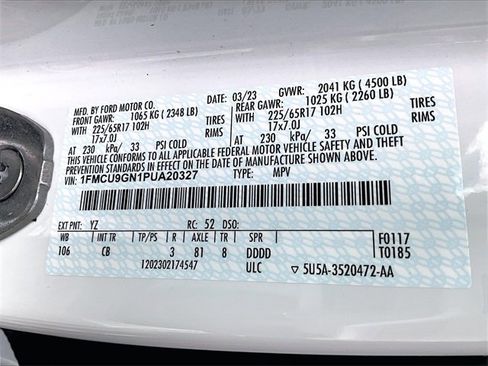 MFD. BY FORD MOTOR CO. DATE: 03/23 GVWR: 2041 KG ( 4500 LB)
FRONT GAWR: 1065 KG ( 2348 LB) REAR GAWR: 1025 KG ( 2260 LB)
225/65R17 102H TIRES 225/65R17 102H TIRES
17x7.0J RIMS 17x7.0J RIMS
AT 230 kPa/ 33 PSI COLD AT 230 kPa/ 33 PSI COLD
THIS VEHICLE CONFORMS TO ALL APPLICABLE FEDERAL MOTOR VEHICLE SAFETY, BUMPER, AND THEFT
PREVENTION STANDARDS IN EFFECT ON THE DATE OF MANUFACTURE SHOWN ABOVE.
VIN: 1FMCU9GN1PUA20327 TYPE: MPV
EXT PNT: YZ RC: 52 DSO: F0117
WB INT TR TP/PS R AXLE TR SPR T0185
106 CB 3 81 8 DDDD
1202302174547 ULC 5U5A-3520472-AA